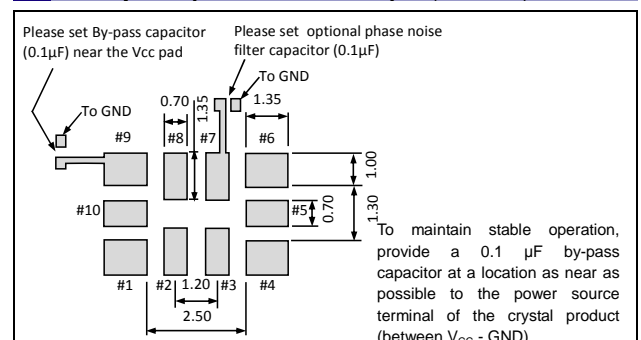 Please set By-pass capacitor
(0.1µF) near the Vcc pad
Please set optional phase noise
filter capacitor (0.1µF)
To GND
To GND
0.70
1.35
1.35
#9
#8
#7
#6
1.00
#10
#5
0.70
1.30
#1
#2
1.20
#3
#4
2.50
To maintain stable operation,
provide a 0.1 µF by-pass
capacitor at a location as near as
possible to the power source
terminal of the crystal product
(between VCC - GND)